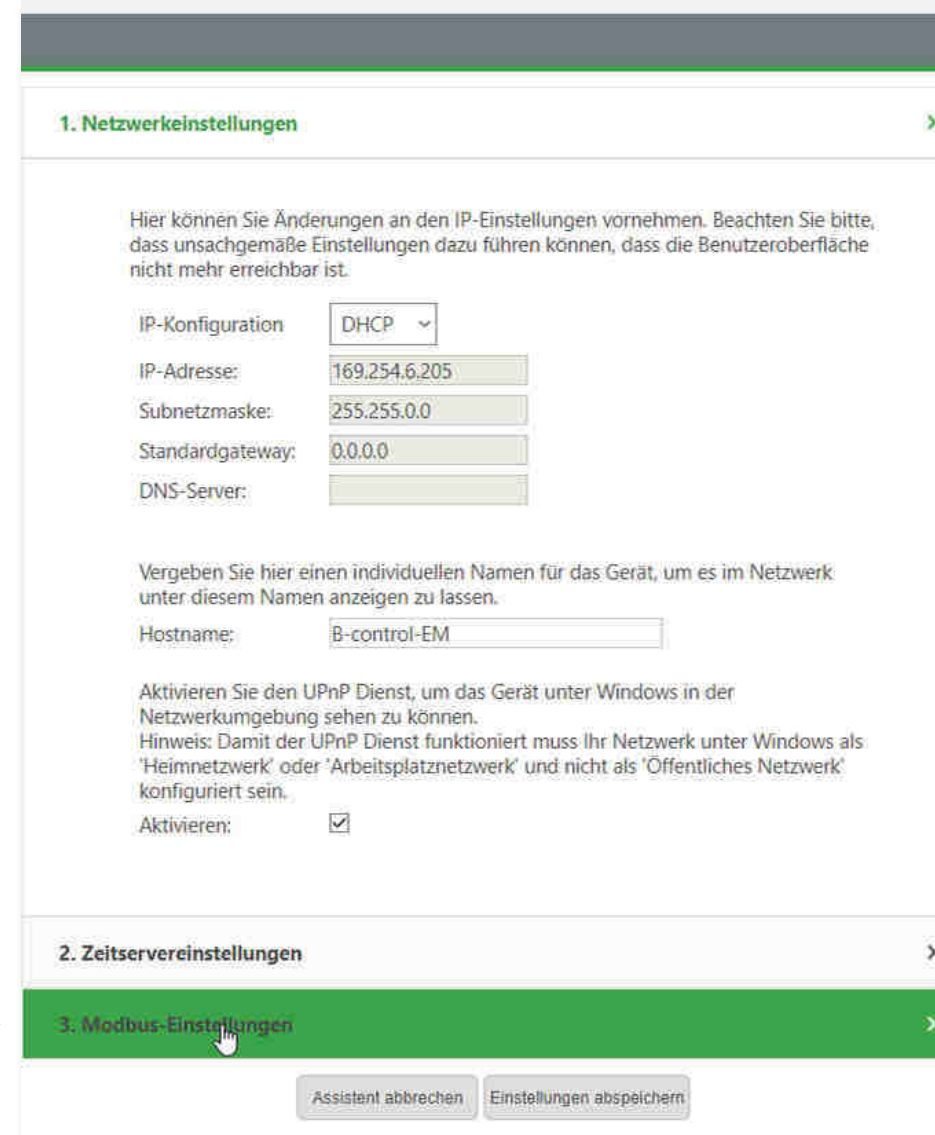 1. Netzwerkeinstellungen
Hier können Sie Änderungen an den IP-Einstellungen vornehmen. Beachten Sie bitte,
dass unsachgemäße Einstellungen dazu führen können, dass die Benutzeroberfläche
nicht mehr erreichbar ist.
IP-Konfiguration DHCP
IP-Adresse: 169.254.6.205
Subnetzmaske: 255.255.0.0
Standardgateway: 0.0.0.0
DNS-Server:
Vergeben Sie hier einen individuellen Namen für das Gerät, um es im Netzwerk
unter diesem Namen anzeigen zu lassen.
Hostname: B-control-EM
Aktivieren Sie den UPnP Dienst, um das Gerät unter Windows in der
Netzwerkumgebung sehen zu können.
Hinweis: Damit der UPnP Dienst funktioniert muss Ihr Netzwerk unter Windows als
'Heimnetzwerk' oder 'Arbeitsplatznetzwerk' und nicht als 'Öffentliches Netzwerk'
konfiguriert sein.
Aktivieren:
2. Zeitservereinstellungen
3. Modbus-Einstellungen
Assistent abbrechen Einstellungen abspeichern